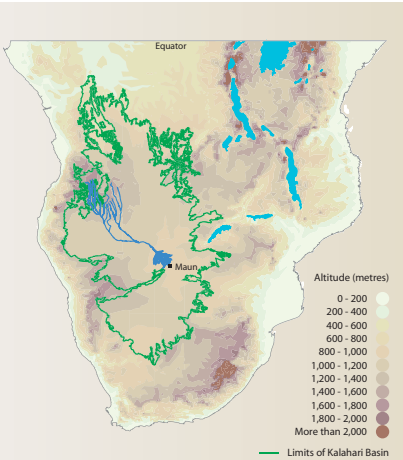 Equator
Maun
Altitude (metres)
0 - 200
200 - 400
400 - 600
600 - 800
800 - 1,000
1,000 - 1,200
1,200 - 1,400
1,400 - 1,600
1,600 - 1,800
1,800 - 2,000
More than 2,000
Limits of Kalahari Basin